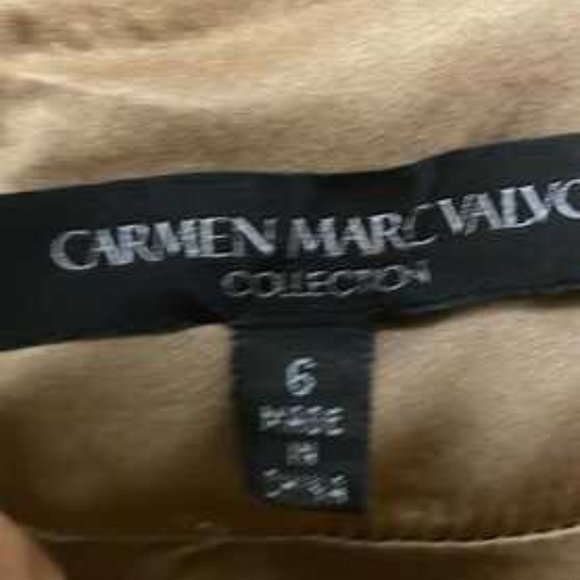 CARMEN MARC VALVO
COLLECTION
6
MADE
IN
CHINA